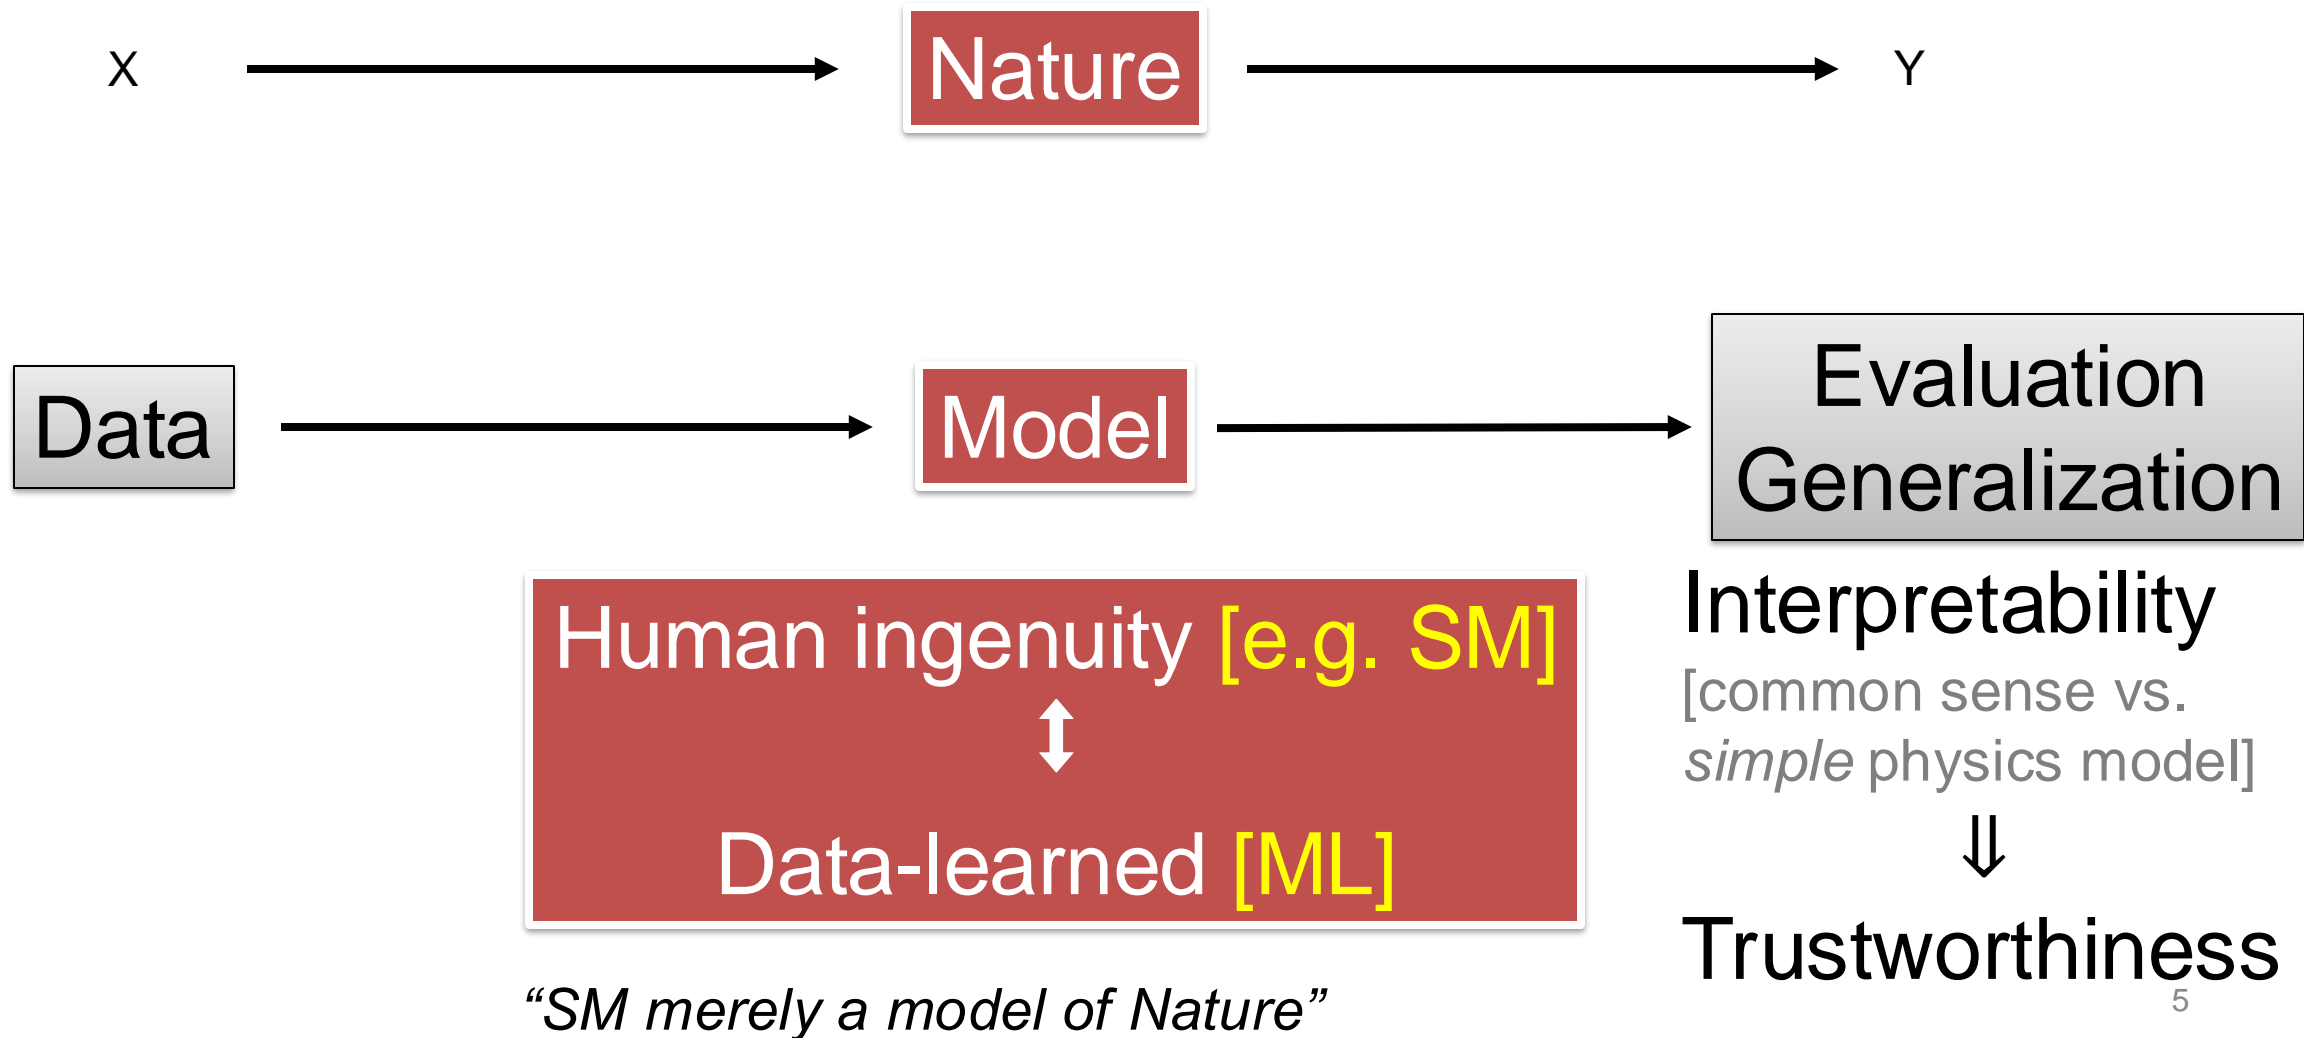 X
Nature
Y
Data
Model
Evaluation
Generalization
Human ingenuity [e.g. SM]
Data-learned [ML]
Interpretability
[common sense vs.
simple physics model]
⇓
Trustworthiness
“SM merely a model of Nature”
5